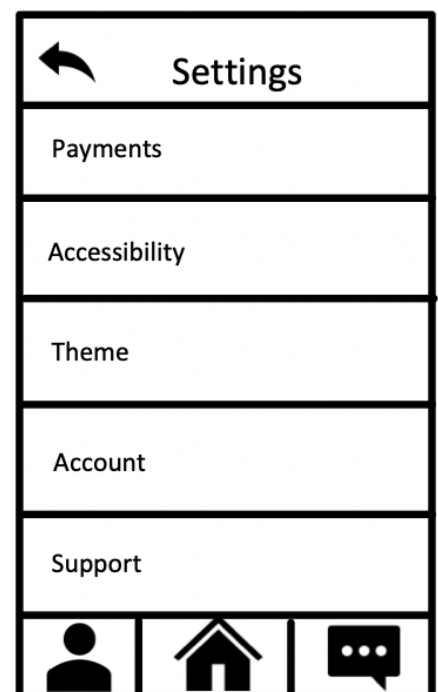 Settings
Payments
Accessibility
Theme
Account
Support